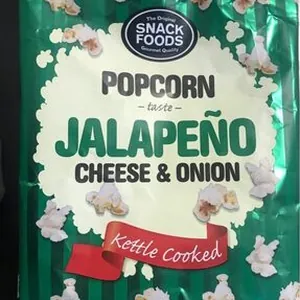 The Original
SNACK
FOODS
Gourmet Quality
POPCORN
- taste -
JALAPEÑO
CHEESE & ONION
Kettle Cooked